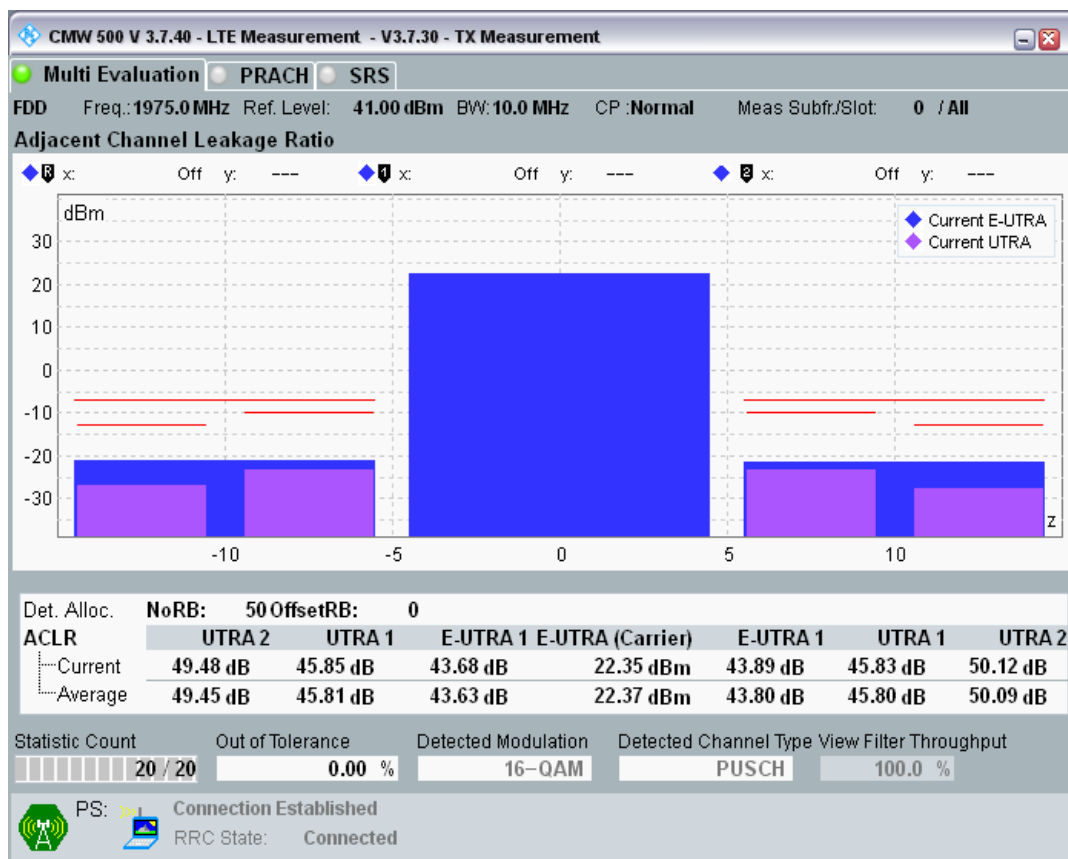 CMW 500 V 3.7.40 - LTE Measurement - V3.7.30 - TX Measurement
Multi Evaluation PRACH SRS
FDD Freq.: 1975.0 MHz Ref. Level: 41.00 dBm BW: 10.0 MHz CP :Normal Meas Subfr./Slot: 0 / All
Adjacent Channel Leakage Ratio
R x: Off y: --- 1 x: Off y: --- 2 x: Off y: ---
dBm
Current E-UTRA
Current UTRA
30
20
10
0
-10
-20
-30
z
-10 -5 0 5 10
Det. Alloc. NoRB: 50 OffsetRB: 0
ACLR UTRA 2 UTRA 1 E-UTRA 1 E-UTRA (Carrier) E-UTRA 1 UTRA 1 UTRA 2
Current 49.48 dB 45.85 dB 43.68 dB 22.35 dBm 43.89 dB 45.83 dB 50.12 dB
Average 49.45 dB 45.81 dB 43.63 dB 22.37 dBm 43.80 dB 45.80 dB 50.09 dB
Statistic Count Out of Tolerance Detected Modulation Detected Channel Type View Filter Throughput
20 / 20 0.00 % 16-QAM PUSCH 100.0 %
PS: Connection Established
RRC State: Connected